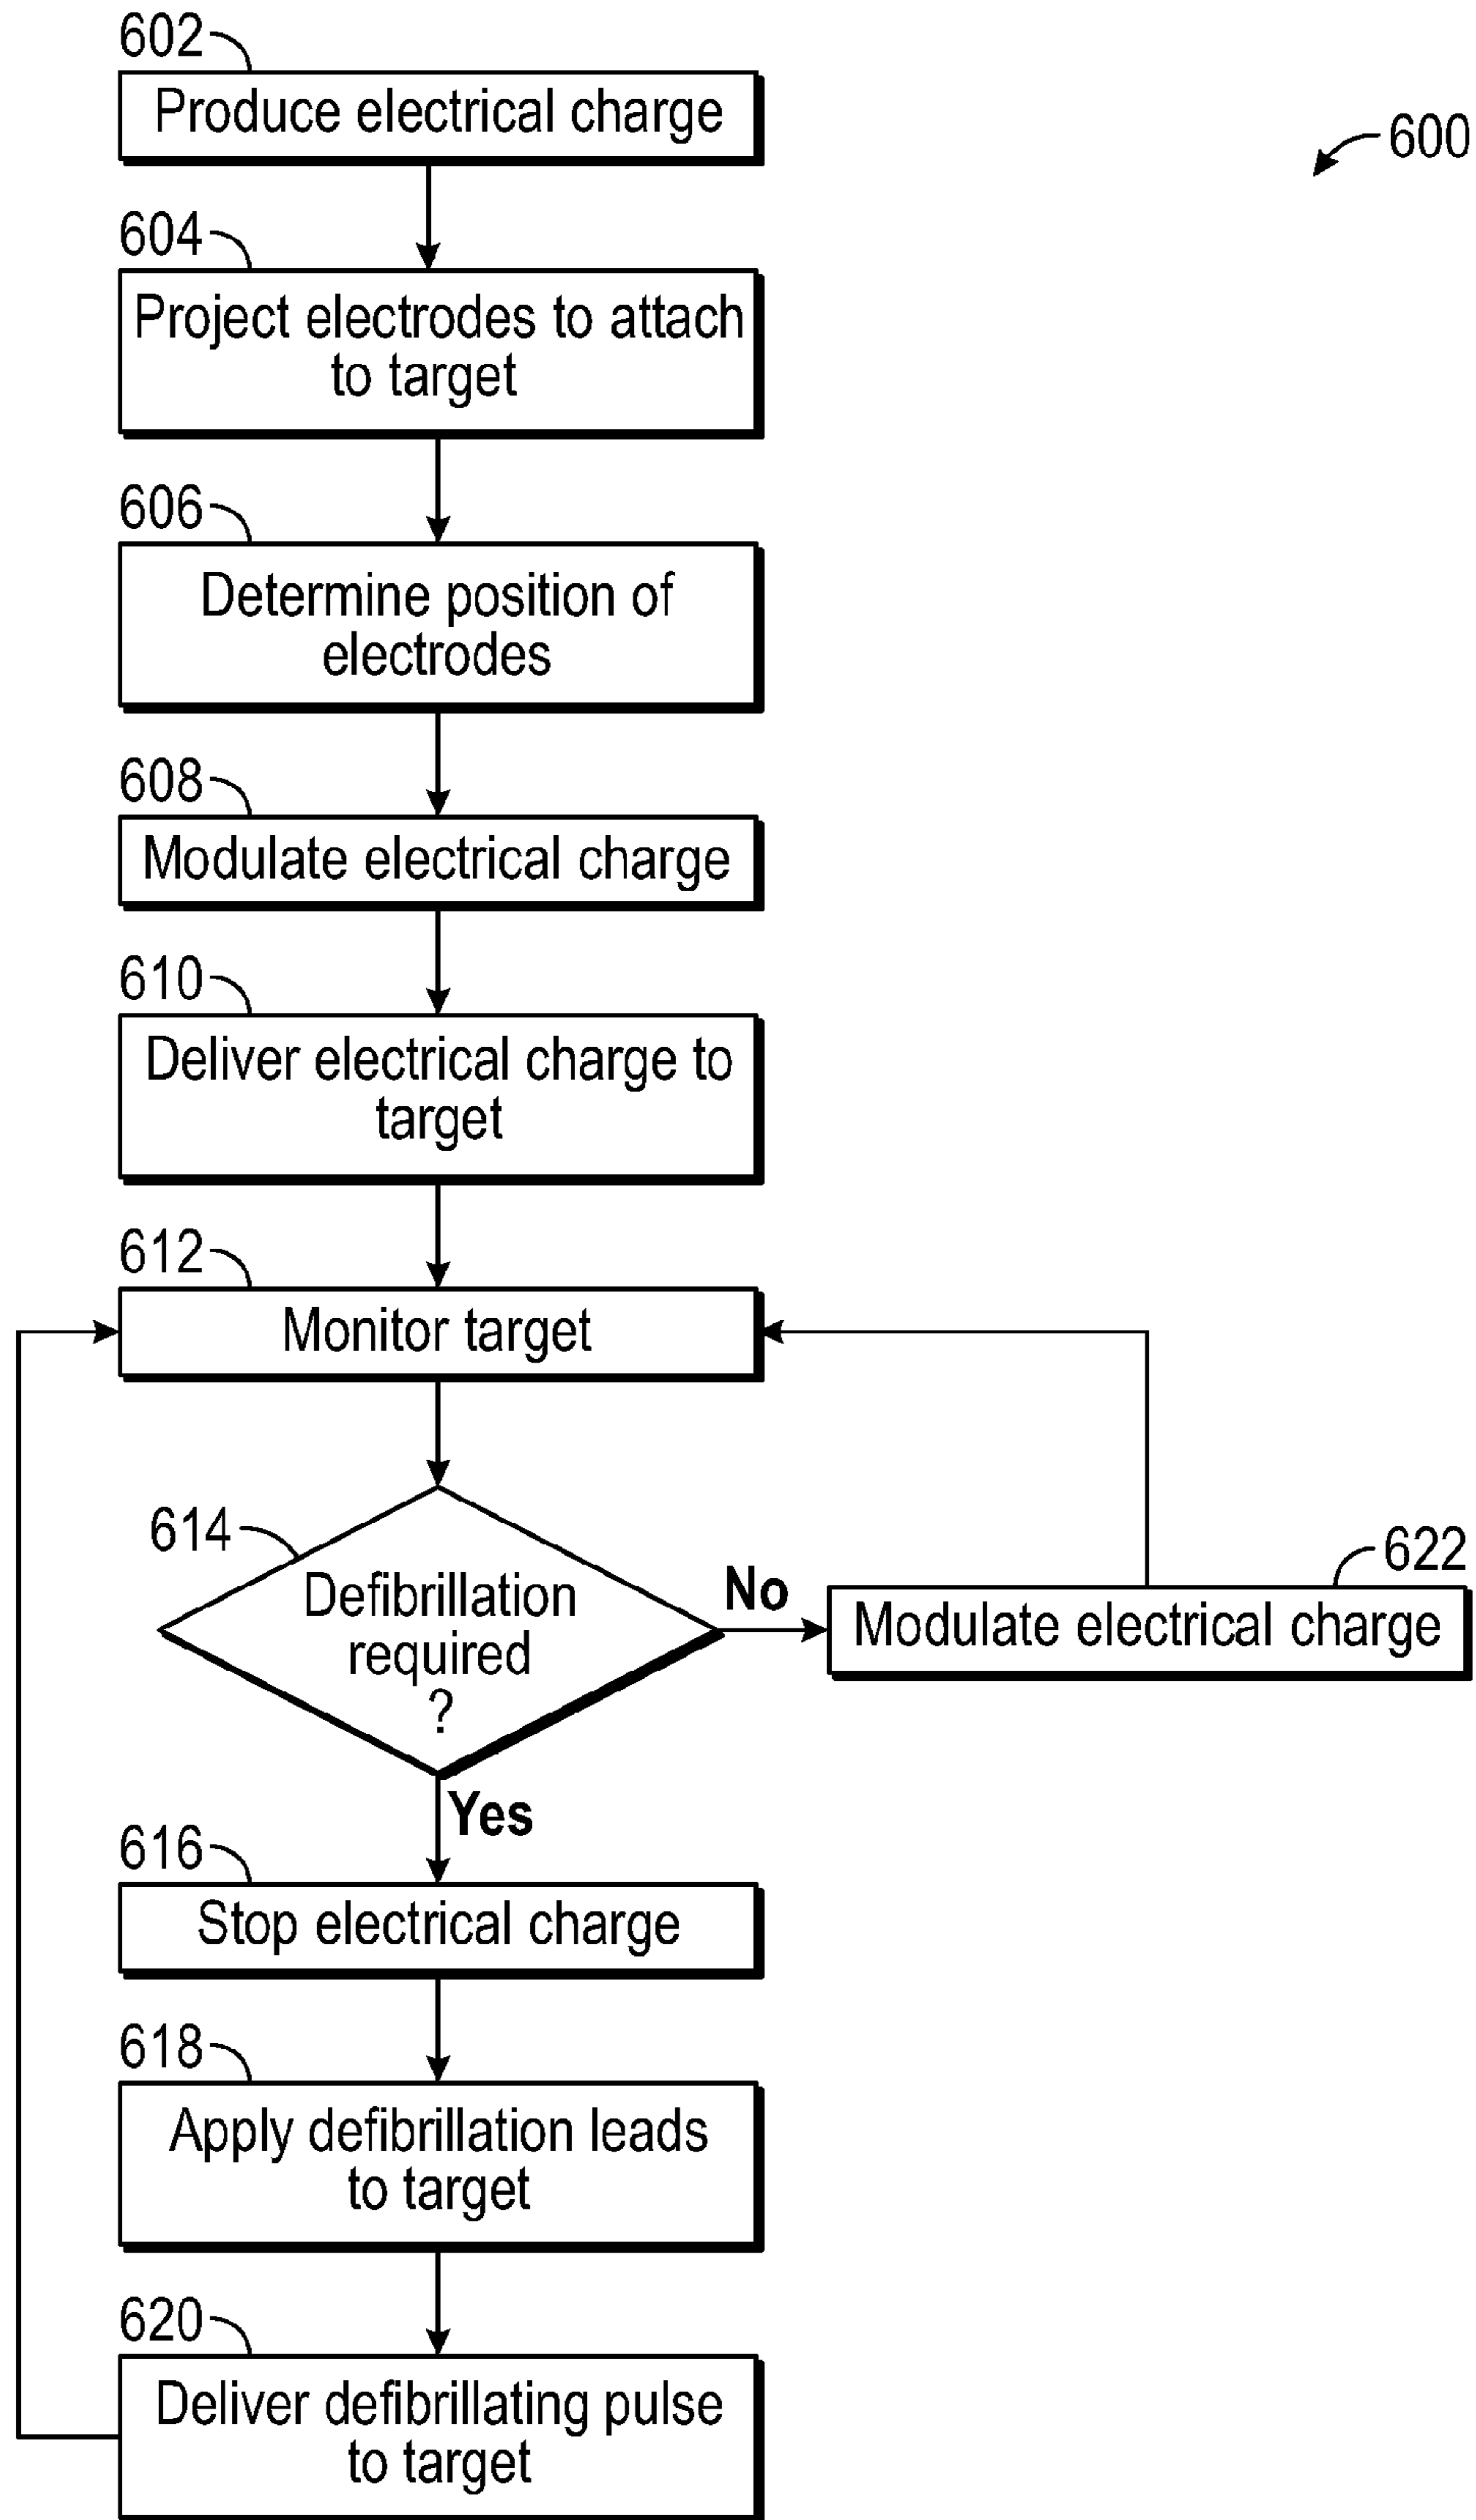 602
Produce electrical charge
600
604
Project electrodes to attach
to target
606
Determine position of
electrodes
608
Modulate electrical charge
610
Deliver electrical charge to
target
612
Monitor target
614
Defibrillation
required
?
No
622
Modulate electrical charge
Yes
616
Stop electrical charge
618
Apply defibrillation leads
to target
620
Deliver defibrillating pulse
to target